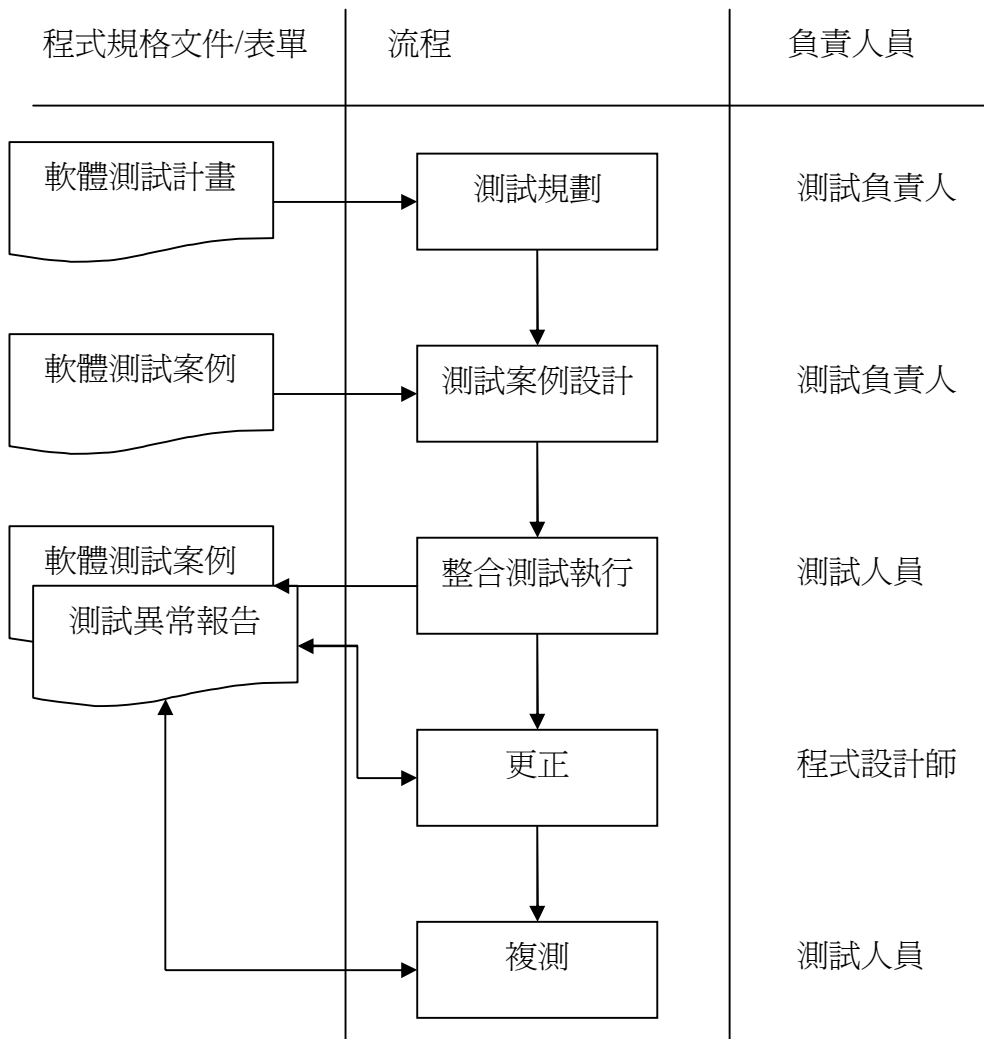 程式規格文件/表單
流程
負責人員
軟體測試計畫
測試規劃
測試負責人
軟體測試案例
測試案例設計
測試負責人
軟體測試案例
整合測試執行
測試人員
測試異常報告
更正
程式設計師
複測
測試人員